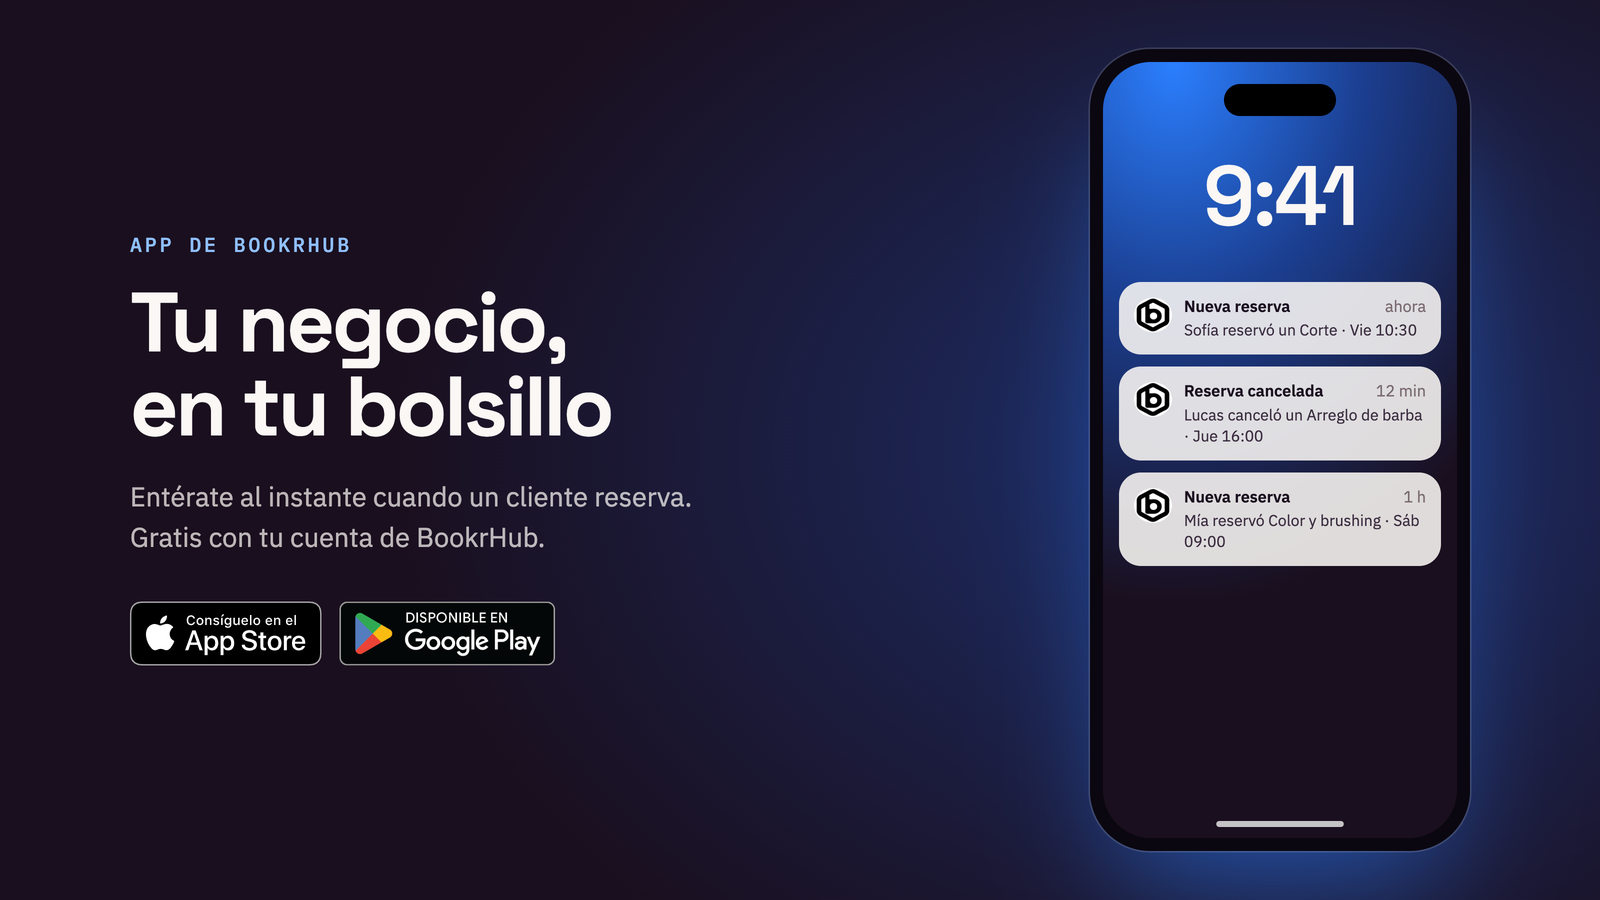 APP DE BOOKRHUB
Tu negocio,
en tu bolsillo
Entérate al instante cuando un cliente reserva.
Gratis con tu cuenta de BookrHub.
Consíguelo en el
App Store
DISPONIBLE EN
Google Play
9:41
Nueva reserva ahora
Sofía reservó un Corte · Vie 10:30
Reserva cancelada 12 min
Lucas canceló un Arreglo de barba
· Jue 16:00
Nueva reserva 1 h
Mía reservó Color y brushing · Sáb
09:00